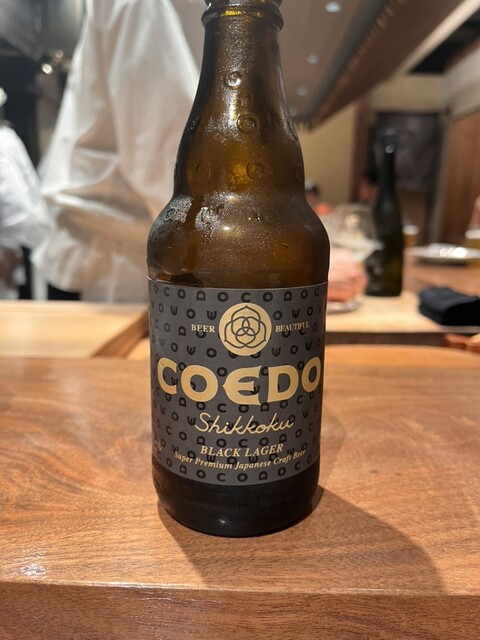 BEER BEAUTIFUL
COEDO
Shikkoku
BLACK LAGER
Super Premium Japanese Craft Beer